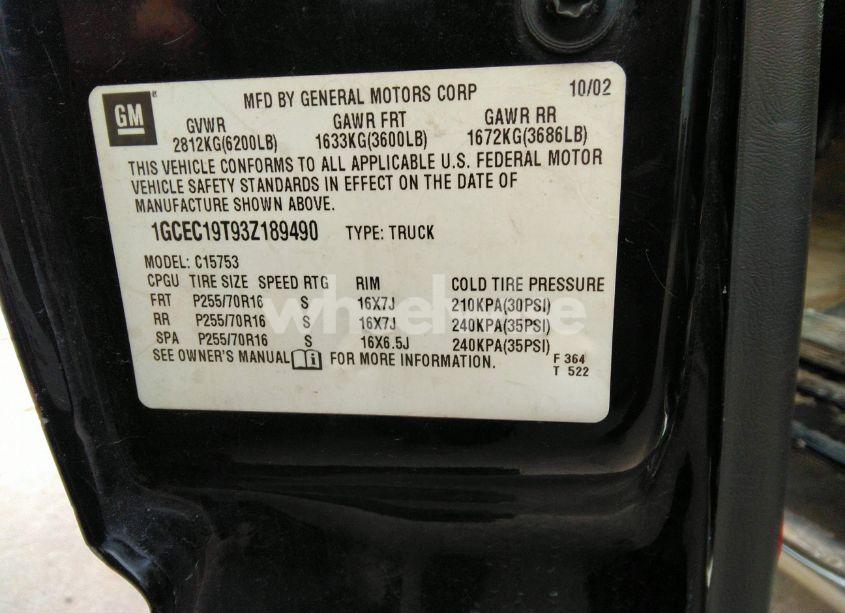 GM
MFD BY GENERAL MOTORS CORP 10/02
GVWR GAWR FRT GAWR RR
2812KG(6200LB) 1633KG(3600LB) 1672KG(3686LB)
THIS VEHICLE CONFORMS TO ALL APPLICABLE U.S. FEDERAL MOTOR
VEHICLE SAFETY STANDARDS IN EFFECT ON THE DATE OF
MANUFACTURE SHOWN ABOVE.
1GCEC19T93Z189490 TYPE: TRUCK
MODEL: C15753
CPGU TIRE SIZE SPEED RTG RIM COLD TIRE PRESSURE
FRT P255/70R16 S 16X7J 210KPA(30PSI)
RR P255/70R16 S 16X7J 240KPA(35PSI)
SPA P255/70R16 S 16X6.5J 240KPA(35PSI)
SEE OWNER'S MANUAL FOR MORE INFORMATION.
F 364
T 522